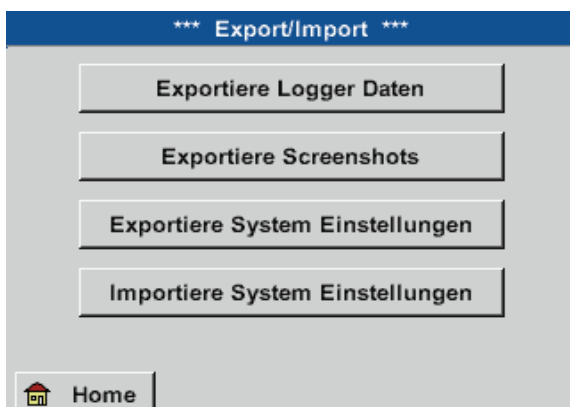 *** Export/Import ***
Exportiere Logger Daten
Exportiere Screenshots
Exportiere System Einstellungen
Importiere System Einstellungen
Home